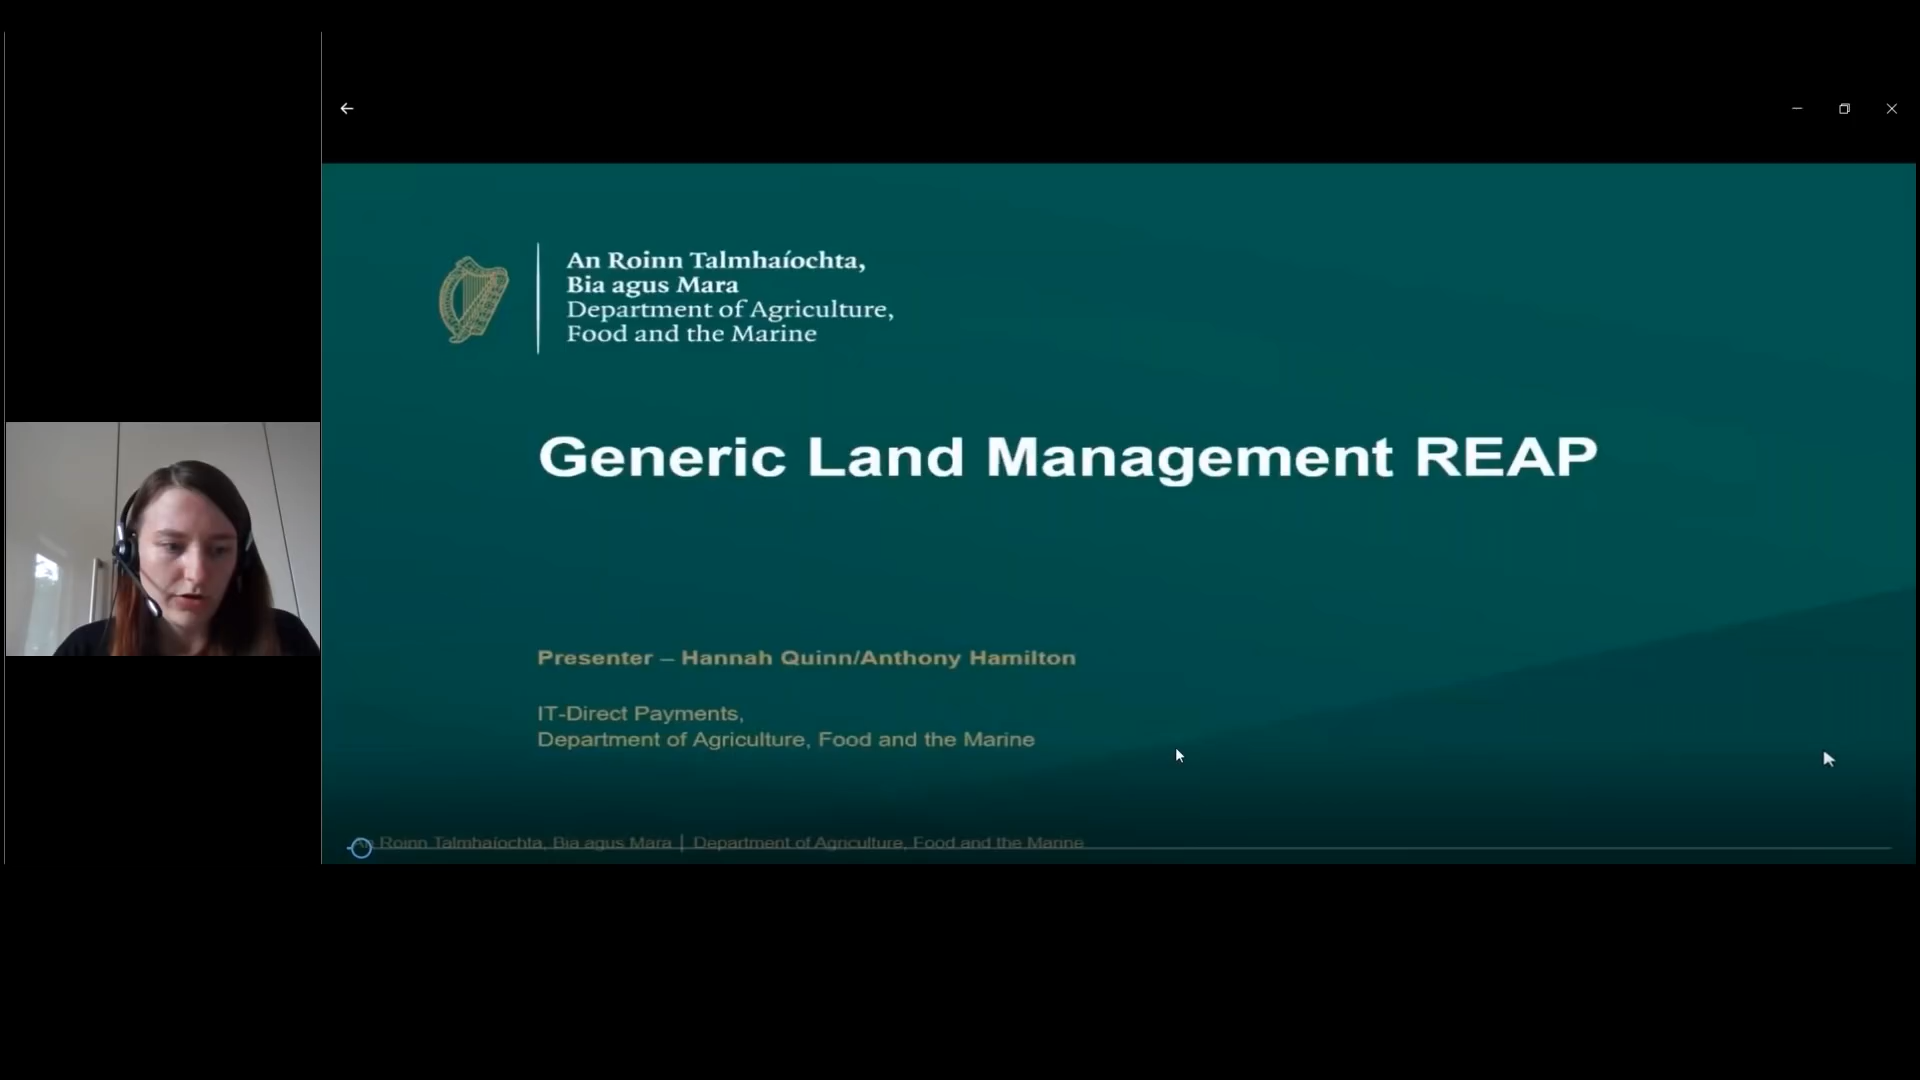 An Roinn Talmhaíochta,
Bia agus Mara
Department of Agriculture,
Food and the Marine
Generic Land Management REAP
Presenter – Hannah Quinn/Anthony Hamilton
IT-Direct Payments,
Department of Agriculture, Food and the Marine
An Roinn Talmhaíochta, Bia agus Mara | Department of Agriculture, Food and the Marine